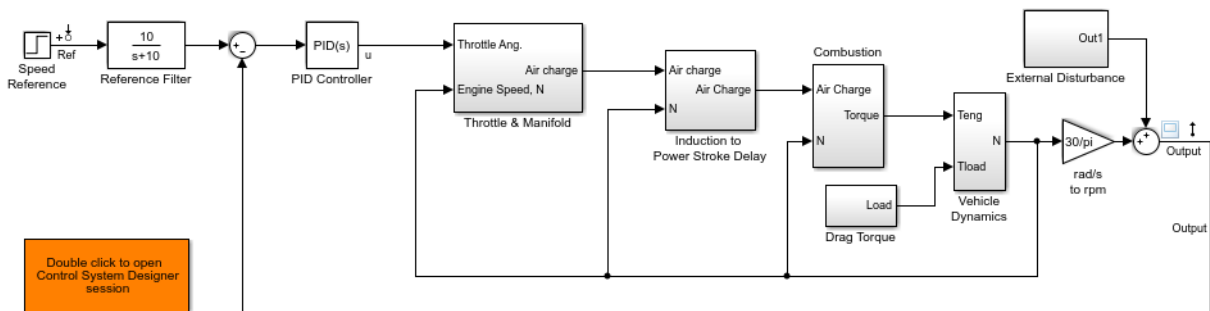 Ref
Speed
Reference
10
s+10
Reference Filter
+
−
PID(s)
u
PID Controller
Throttle Ang.
Engine Speed, N
Air charge
Throttle & Manifold
Air charge
N
Air Charge
Induction to
Power Stroke Delay
Combustion
Air Charge
N
Torque
Load
Drag Torque
Teng
Tload
N
Vehicle
Dynamics
30/pi
rad/s
to rpm
Out1
External Disturbance
+
+
Output
Output
Double click to open
Control System Designer
session